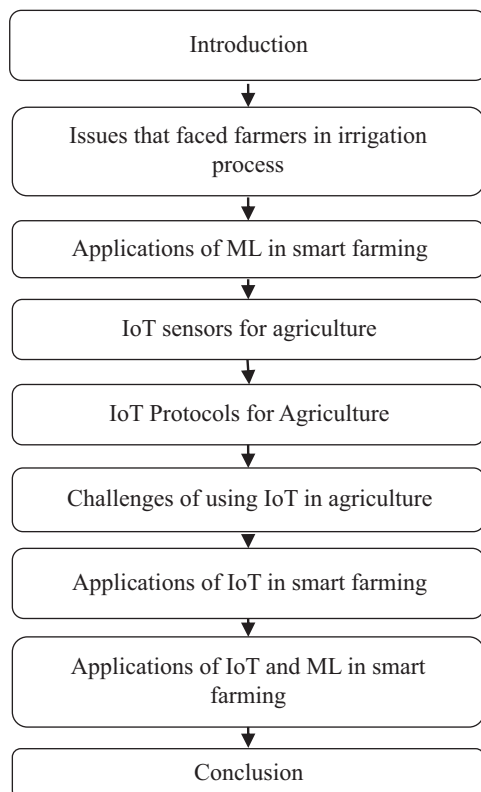 Introduction
Issues that faced farmers in irrigation
process
Applications of ML in smart farming
IoT sensors for agriculture
IoT Protocols for Agriculture
Challenges of using IoT in agriculture
Applications of IoT in smart farming
Applications of IoT and ML in smart
farming
Conclusion